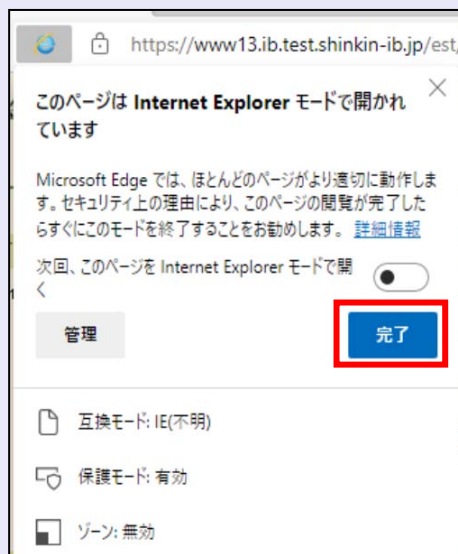 https://www13.ib.test.shinkin-ib.jp/est/
このページは Internet Explorer モードで開かれ
ています
Microsoft Edge では、ほとんどのページがより適切に動作しま
す。セキュリティ上の理由により、このページの閲覧が完了した
らすぐにこのモードを終了することをお勧めします。 詳細情報
次回、このページを Internet Explorer モードで開
く
管理
完了
互換モード: IE(不明)
保護モード: 有効
ゾーン: 無効